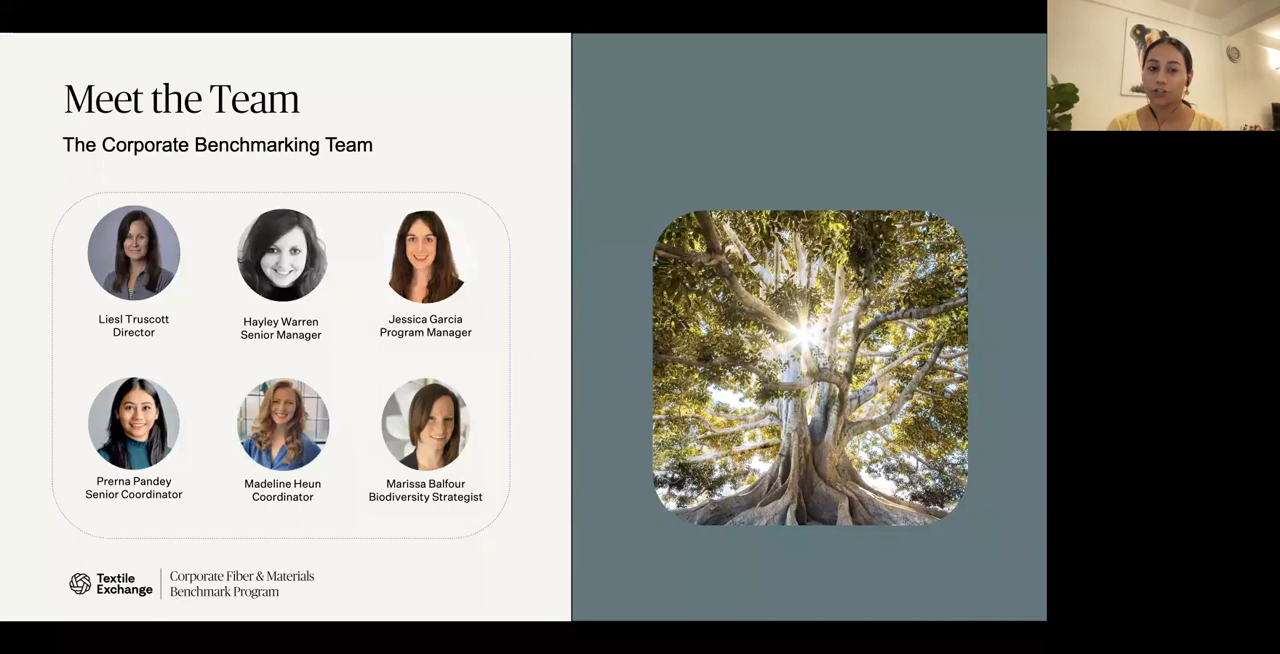 Meet the Team
The Corporate Benchmarking Team
Liesl Truscott
Director
Hayley Warren
Senior Manager
Jessica Garcia
Program Manager
Prerna Pandey
Senior Coordinator
Madeline Heun
Coordinator
Marissa Balfour
Biodiversity Strategist
Textile
Exchange
Corporate Fiber & Materials
Benchmark Program